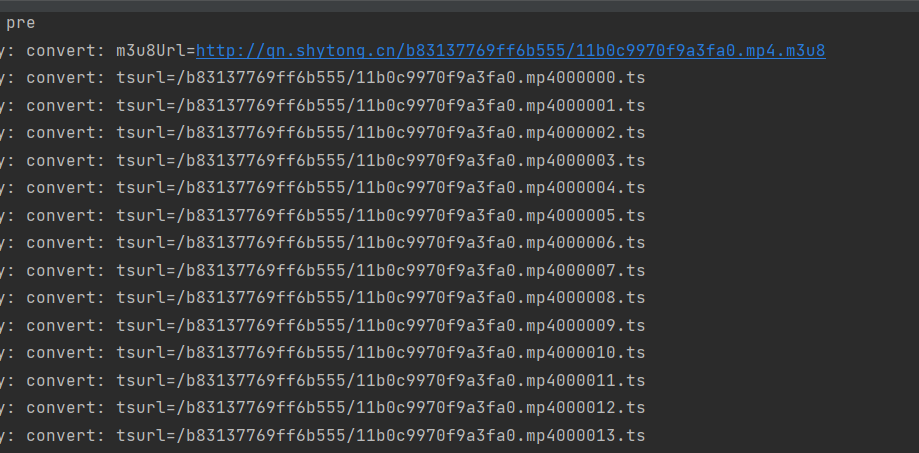 pre
y: convert: m3u8Url=http://qn.shytong.cn/b83137769ff6b555/11b0c9970f9a3fa0.mp4.m3u8
y: convert: tsurl=/b83137769ff6b555/11b0c9970f9a3fa0.mp4000000.ts
y: convert: tsurl=/b83137769ff6b555/11b0c9970f9a3fa0.mp4000001.ts
y: convert: tsurl=/b83137769ff6b555/11b0c9970f9a3fa0.mp4000002.ts
y: convert: tsurl=/b83137769ff6b555/11b0c9970f9a3fa0.mp4000003.ts
y: convert: tsurl=/b83137769ff6b555/11b0c9970f9a3fa0.mp4000004.ts
y: convert: tsurl=/b83137769ff6b555/11b0c9970f9a3fa0.mp4000005.ts
y: convert: tsurl=/b83137769ff6b555/11b0c9970f9a3fa0.mp4000006.ts
y: convert: tsurl=/b83137769ff6b555/11b0c9970f9a3fa0.mp4000007.ts
y: convert: tsurl=/b83137769ff6b555/11b0c9970f9a3fa0.mp4000008.ts
y: convert: tsurl=/b83137769ff6b555/11b0c9970f9a3fa0.mp4000009.ts
y: convert: tsurl=/b83137769ff6b555/11b0c9970f9a3fa0.mp4000010.ts
y: convert: tsurl=/b83137769ff6b555/11b0c9970f9a3fa0.mp4000011.ts
y: convert: tsurl=/b83137769ff6b555/11b0c9970f9a3fa0.mp4000012.ts
y: convert: tsurl=/b83137769ff6b555/11b0c9970f9a3fa0.mp4000013.ts